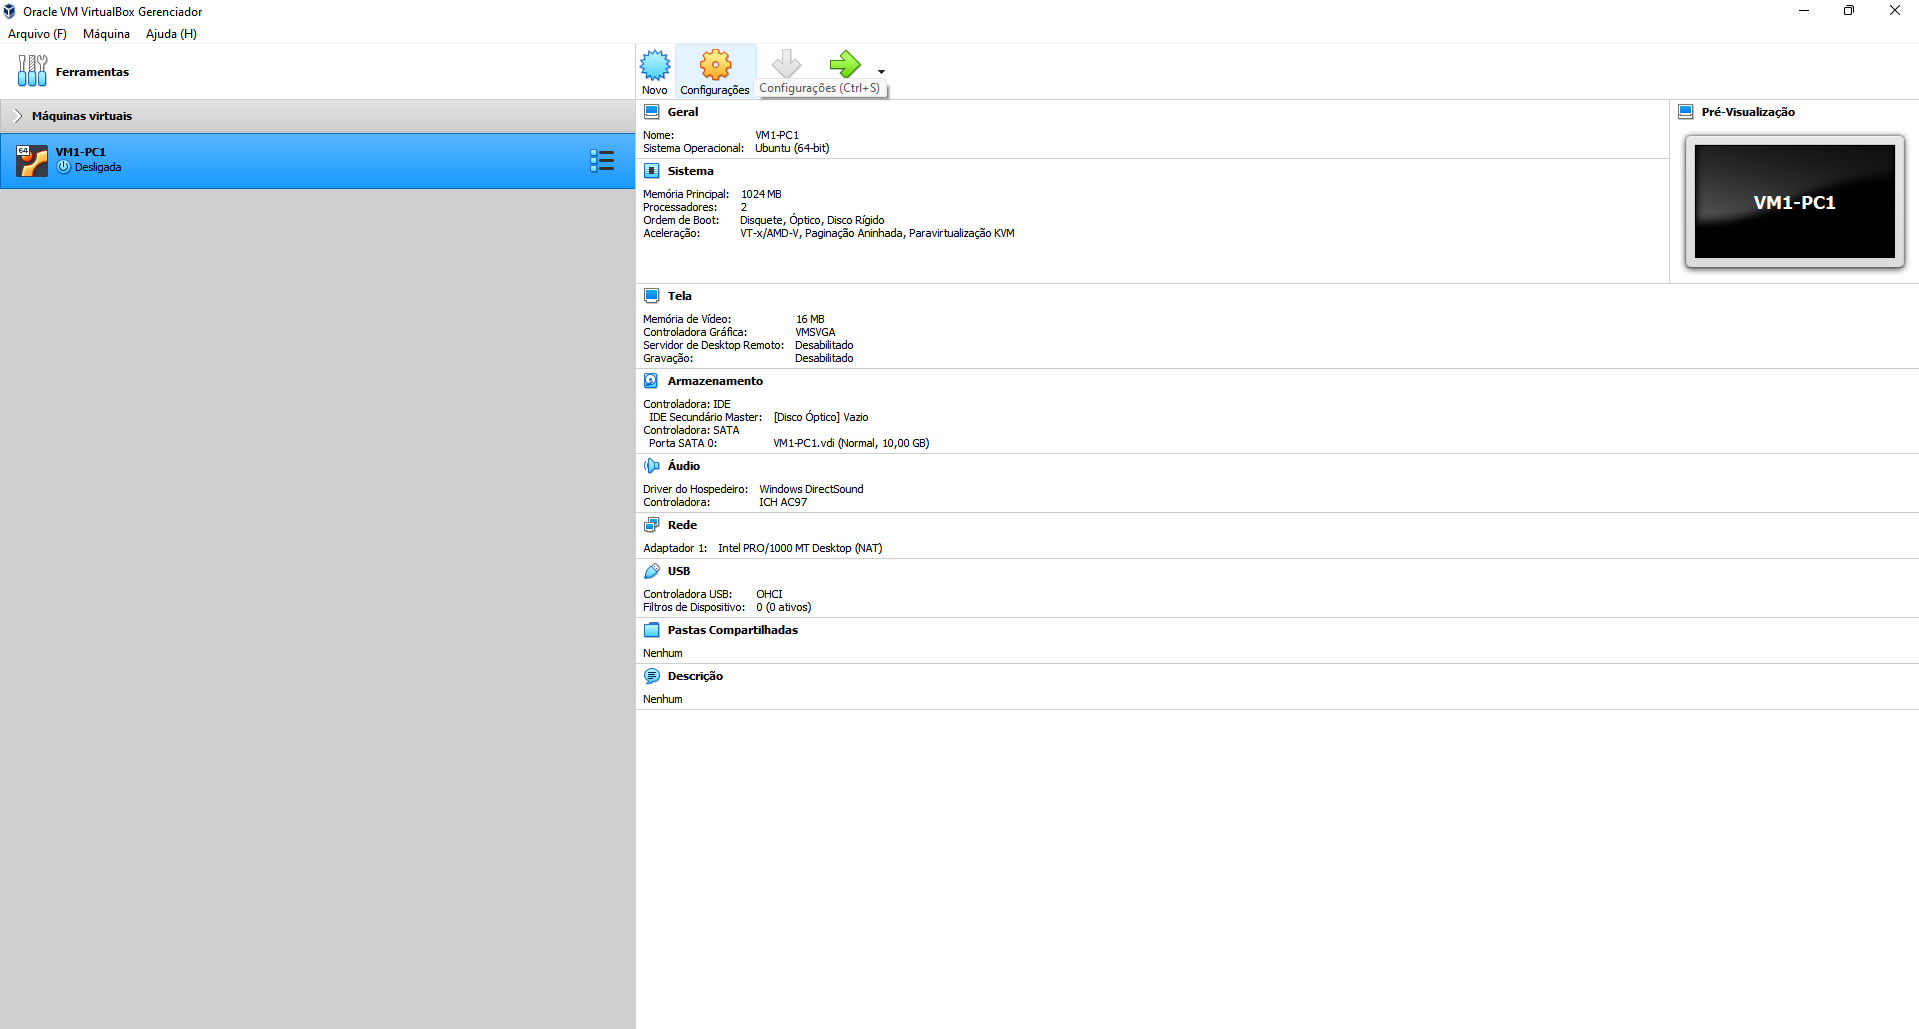 Oracle VM VirtualBox Gerenciador
Arquivo (F) Máquina Ajuda (H)
Ferramentas
Novo
Configurações
Configurações (Ctrl+S)
Máquinas virtuais
64
VM1-PC1
Desligada
Geral
Nome: VM1-PC1
Sistema Operacional: Ubuntu (64-bit)
Sistema
Memória Principal: 1024 MB
Processadores: 2
Ordem de Boot: Disquete, Óptico, Disco Rígido
Aceleração: VT-x/AMD-V, Paginação Aninhada, Paravirtualização KVM
Pré-Visualização
VM1-PC1
Tela
Memória de Vídeo: 16 MB
Controladora Gráfica: VMSVGA
Servidor de Desktop Remoto: Desabilitado
Gravação: Desabilitado
Armazenamento
Controladora: IDE
IDE Secundário Master: [Disco Óptico] Vazio
Controladora: SATA
Porta SATA 0: VM1-PC1.vdi (Normal, 10,00 GB)
Áudio
Driver do Hospedeiro: Windows DirectSound
Controladora: ICH AC97
Rede
Adaptador 1: Intel PRO/1000 MT Desktop (NAT)
USB
Controladora USB: OHCI
Filtros de Dispositivo: 0 (0 ativos)
Pastas Compartilhadas
Nenhum
Descrição
Nenhum